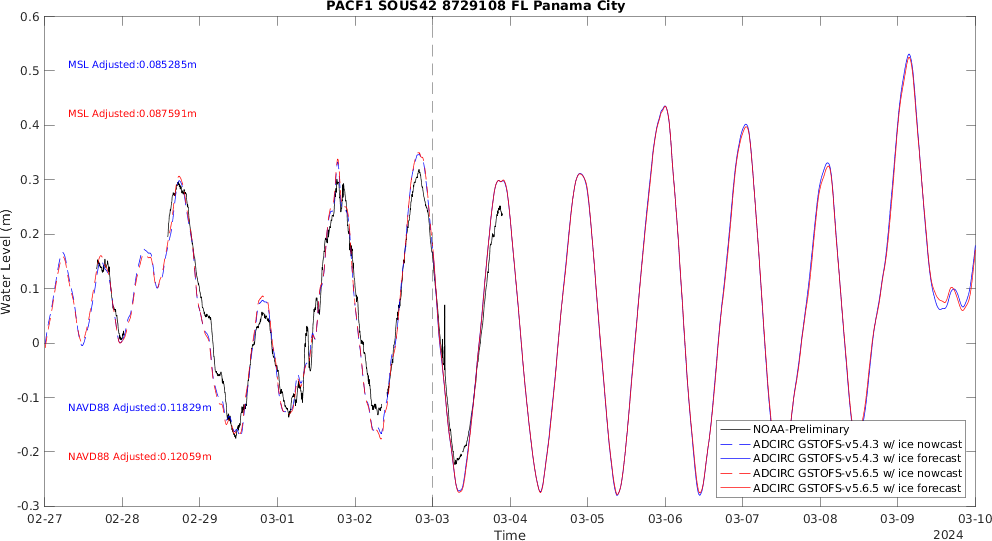 PACF1 SOUS42 8729108 FL Panama City
0.6
0.5
0.4
0.3
0.2
0.1
0
-0.1
-0.2
-0.3
Water Level (m)
MSL Adjusted:0.085285m
MSL Adjusted:0.087591m
NAVD88 Adjusted:0.11829m
NAVD88 Adjusted:0.12059m
NOAA-Preliminary
ADCIRC GSTOFS-v5.4.3 w/ ice nowcast
ADCIRC GSTOFS-v5.4.3 w/ ice forecast
ADCIRC GSTOFS-v5.6.5 w/ ice nowcast
ADCIRC GSTOFS-v5.6.5 w/ ice forecast
02-27 02-28 02-29 03-01 03-02 03-03 03-04 03-05 03-06 03-07 03-08 03-09 03-10
Time
2024